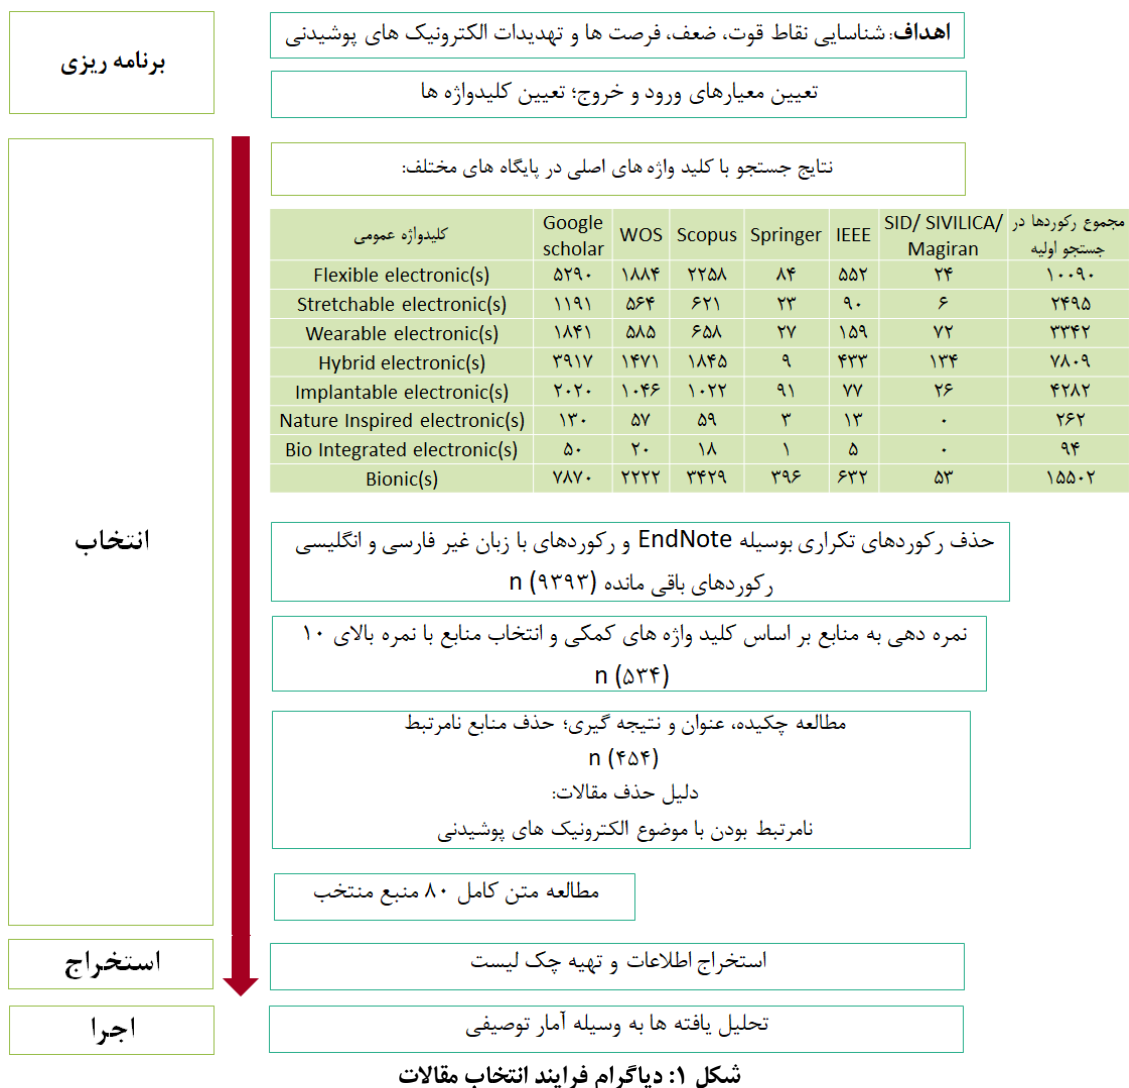 برنامه ریزی
اهداف: شناسایی نقاط قوت، ضعف، فرصت ها و تهدیدات الکترونیک های پوشیدنی
تعیین معیارهای ورود و خروج؛ تعیین کلیدواژه ها
انتخاب
نتایج جستجو با کلید واژه های اصلی در پایگاه های مختلف:
کلیدواژه عمومی Google scholar WOS Scopus Springer IEEE SID/ SIVILICA/ Magiran مجموع رکوردها در جستجو اولیه
Flexible electronic(s) ۵۲۹۰ ۱۸۸۴ ۲۲۵۸ ۸۴ ۵۵۲ ۲۴ ۱۰۰۹۰
Stretchable electronic(s) ۱۱۹۱ ۵۶۴ ۶۲۱ ۲۳ ۹۰ ۶ ۲۴۹۵
Wearable electronic(s) ۱۸۴۱ ۵۸۵ ۶۵۸ ۲۷ ۱۵۹ ۷۲ ۳۳۴۲
Hybrid electronic(s) ۳۹۱۷ ۱۴۷۱ ۱۸۴۵ ۹ ۴۳۳ ۱۳۴ ۷۸۰۹
Implantable electronic(s) ۲۰۲۰ ۱۰۴۶ ۱۰۲۲ ۹۱ ۷۷ ۲۶ ۴۲۸۲
Nature Inspired electronic(s) ۱۳۰ ۵۷ ۵۹ ۳ ۱۳ ۰ ۲۶۲
Bio Integrated electronic(s) ۵۰ ۲۰ ۱۸ ۱ ۵ ۰ ۹۴
Bionic(s) ۷۸۷۰ ۲۲۲۲ ۳۴۲۹ ۳۹۶ ۶۳۲ ۵۳ ۱۵۵۰۲
حذف رکوردهای تکراری بوسیله EndNote و رکوردهای با زبان غیر فارسی و انگلیسی
رکوردهای باقی مانده n (۹۳۹۳)
نمره دهی به منابع بر اساس کلید واژه های کمکی و انتخاب منابع با نمره بالای ۱۰
n (۵۳۴)
مطالعه چکیده، عنوان و نتیجه گیری؛ حذف منابع نامرتبط
n (۴۵۴)
دلیل حذف مقالات:
نامرتبط بودن با موضوع الکترونیک های پوشیدنی
مطالعه متن کامل ۸۰ منبع منتخب
استخراج
استخراج اطلاعات و تهیه چک لیست
اجرا
تحلیل یافته ها به وسیله آمار توصیفی
شکل ۱: دیاگرام فرایند انتخاب مقالات